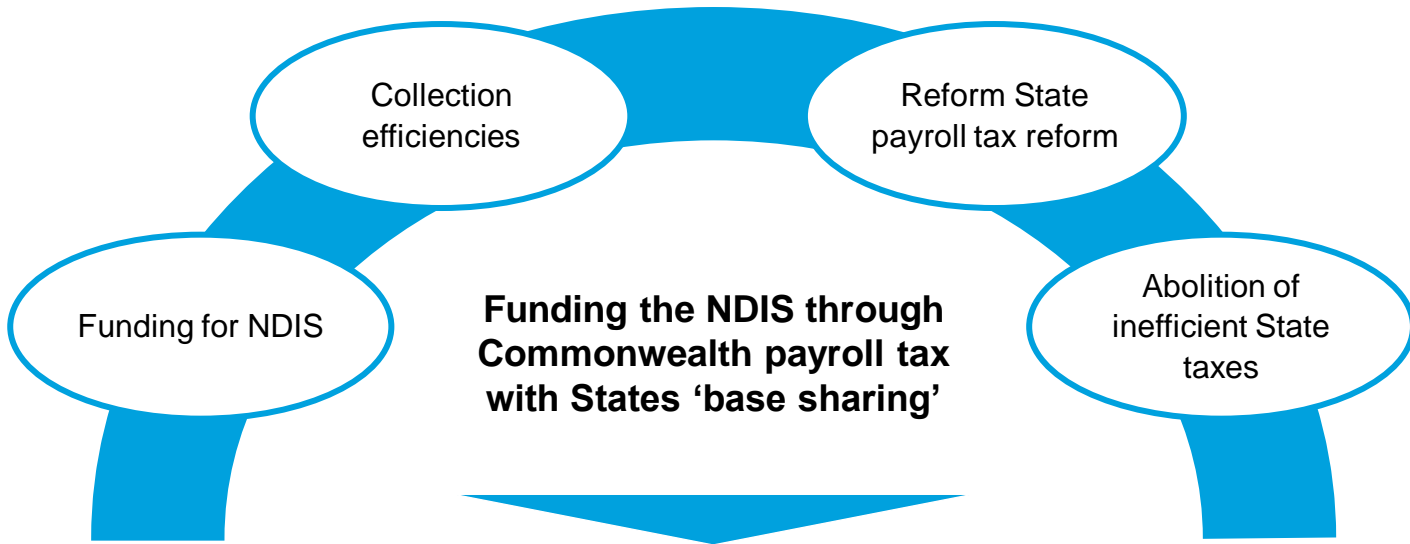 Collection
efficiencies
Reform State
payroll tax reform
Funding for NDIS
Funding the NDIS through
Commonwealth payroll tax
with States ‘base sharing’
Abolition of
inefficient State
taxes